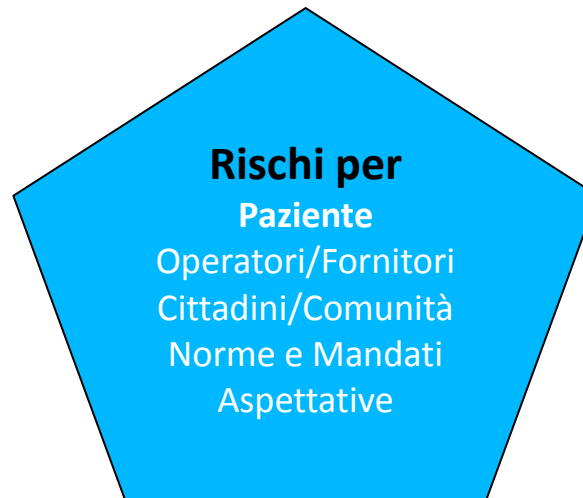 Rischi per
Paziente
Operatori/Fornitori
Cittadini/Comunità
Norme e Mandati
Aspettative